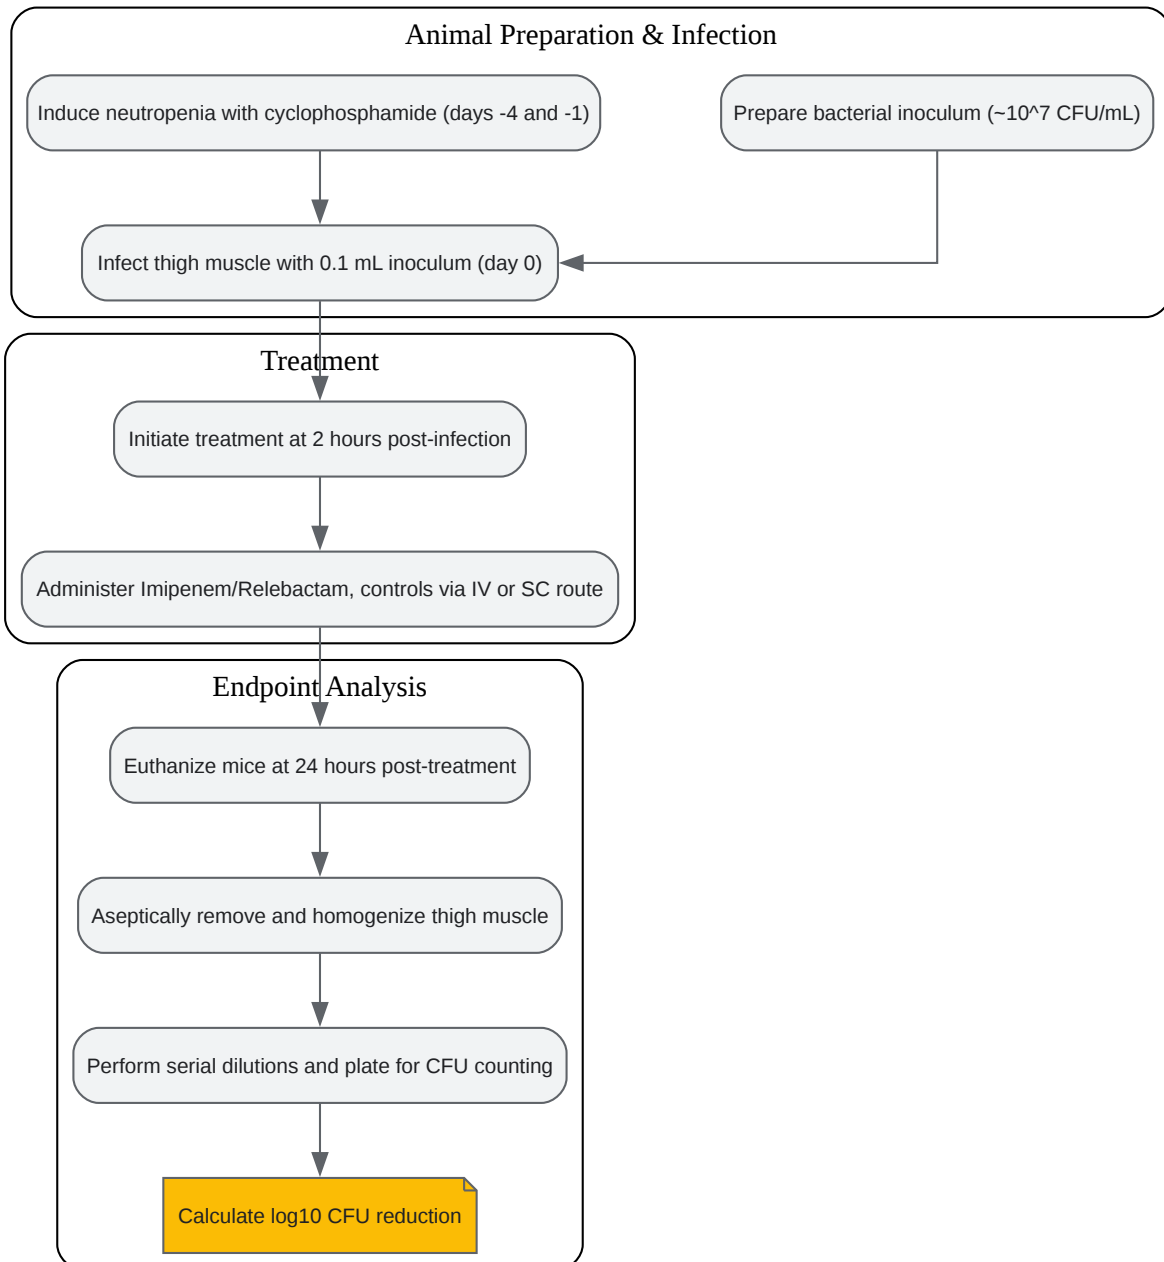 Animal Preparation & Infection
Induce neutropenia with cyclophosphamide (days -4 and -1)
Prepare bacterial inoculum (~10^7 CFU/mL)
Infect thigh muscle with 0.1 mL inoculum (day 0)
Treatment
Initiate treatment at 2 hours post-infection
Administer Imipenem/Relebactam, controls via IV or SC route
Endpoint Analysis
Euthanize mice at 24 hours post-treatment
Aseptically remove and homogenize thigh muscle
Perform serial dilutions and plate for CFU counting
Calculate log10 CFU reduction